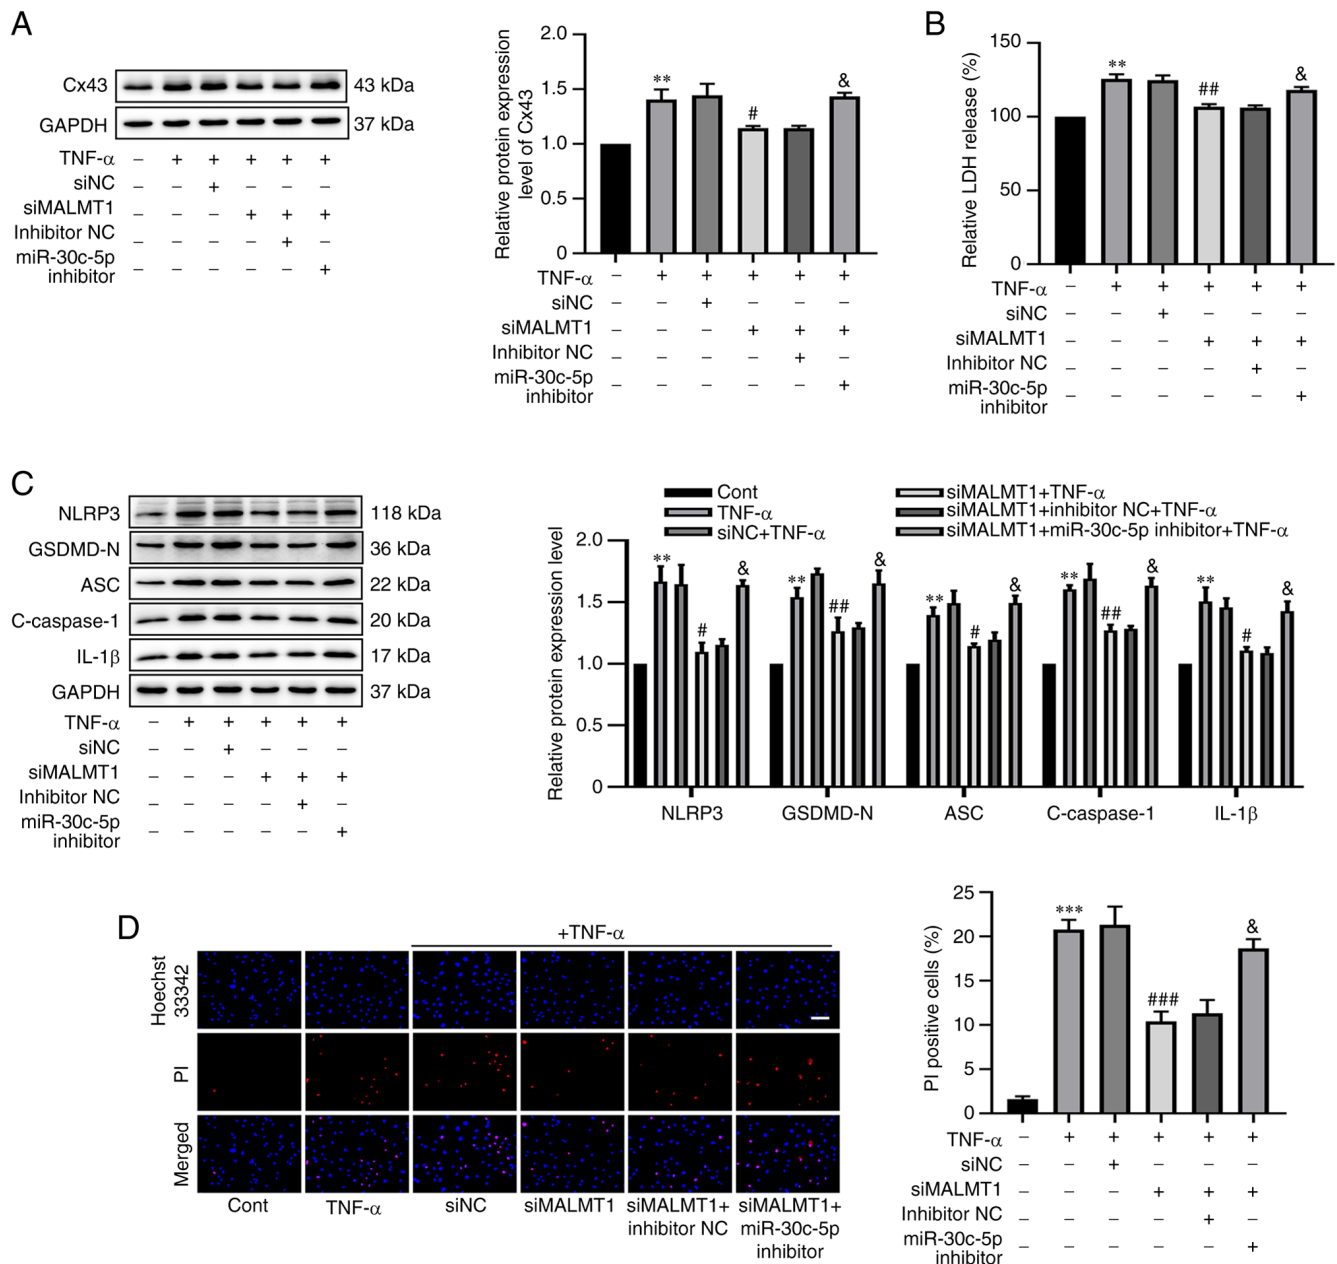 A
Cx43
43 kDa
GAPDH
37 kDa
TNF-α – + + + + +
siNC – – + – – –
siMALMT1 – – – + + +
Inhibitor NC – – – – + –
miR-30c-5p
inhibitor – – – – – +
Relative protein expression
level of Cx43
2.0
1.5
1.0
0.5
0
**
#
&
TNF-α – + + + + +
siNC – – + – – –
siMALMT1 – – – + + +
Inhibitor NC – – – – + –
miR-30c-5p
inhibitor – – – – – +
B
Relative LDH release (%)
150
100
50
0
**
##
&
TNF-α – + + + + +
siNC – – + – – –
siMALMT1 – – – + + +
Inhibitor NC – – – – + –
miR-30c-5p
inhibitor – – – – – +
C
NLRP3 118 kDa
GSDMD-N 36 kDa
ASC 22 kDa
C-caspase-1 20 kDa
IL-1β 17 kDa
GAPDH 37 kDa
TNF-α – + + + + +
siNC – – + – – –
siMALMT1 – – – + + +
Inhibitor NC – – – – + –
miR-30c-5p
inhibitor – – – – – +
Cont
TNF-α
siNC+TNF-α
siMALMT1+TNF-α
siMALMT1+inhibitor NC+TNF-α
siMALMT1+miR-30c-5p inhibitor+TNF-α
Relative protein expression level
2.0
1.5
1.0
0.5
0
** # &
** ## &
** # &
** ## &
** # &
NLRP3 GSDMD-N ASC C-caspase-1 IL-1β
D
+TNF-α
Hoechst
33342
PI
Merged
Cont
TNF-α
siNC
siMALMT1
siMALMT1+
inhibitor NC
siMALMT1+
miR-30c-5p
inhibitor
PI positive cells (%)
25
20
15
10
5
0
***
###
&
TNF-α – + + + + +
siNC – – + – – –
siMALMT1 – – – + + +
Inhibitor NC – – – – + –
miR-30c-5p
inhibitor – – – – – +